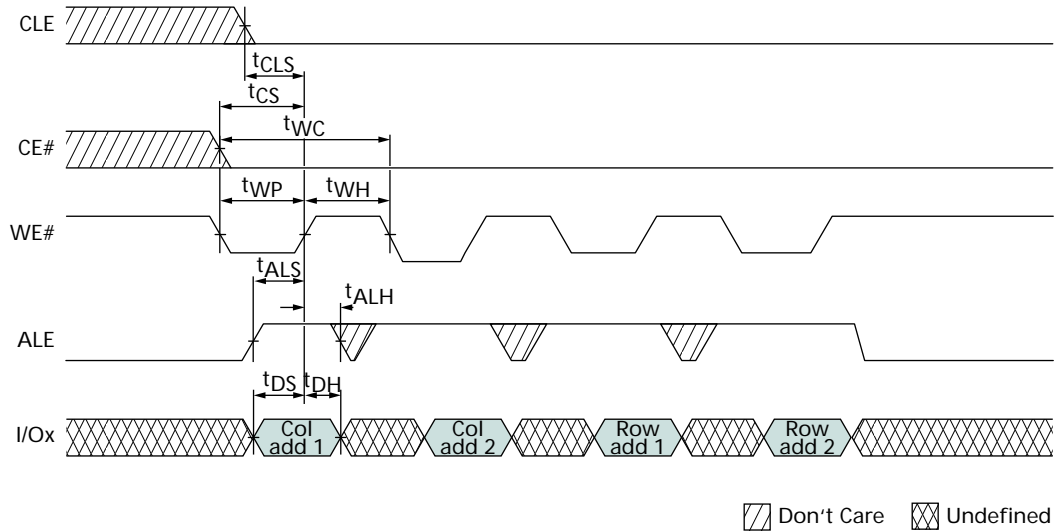 CLE
tCLS
tCS
tWC
CE#
tWP
tWH
WE#
tALS
tALH
ALE
tDS
tDH
I/Ox
Col
add 1
Col
add 2
Row
add 1
Row
add 2
Don't Care
Undefined